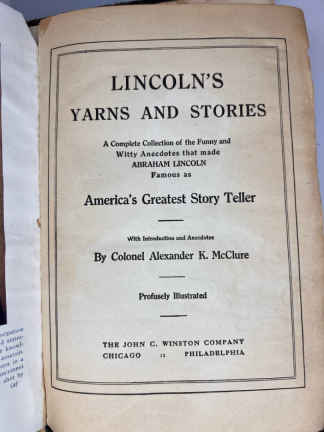 LINCOLN'S
YARNS AND STORIES
A Complete Collection of the Funny and
Witty Anecdotes that made
ABRAHAM LINCOLN
Famous as
America's Greatest Story Teller
With Introduction and Anecdotes
By Colonel Alexander K. McClure
Profusely Illustrated
THE JOHN C. WINSTON COMPANY
CHICAGO :: PHILADELPHIA